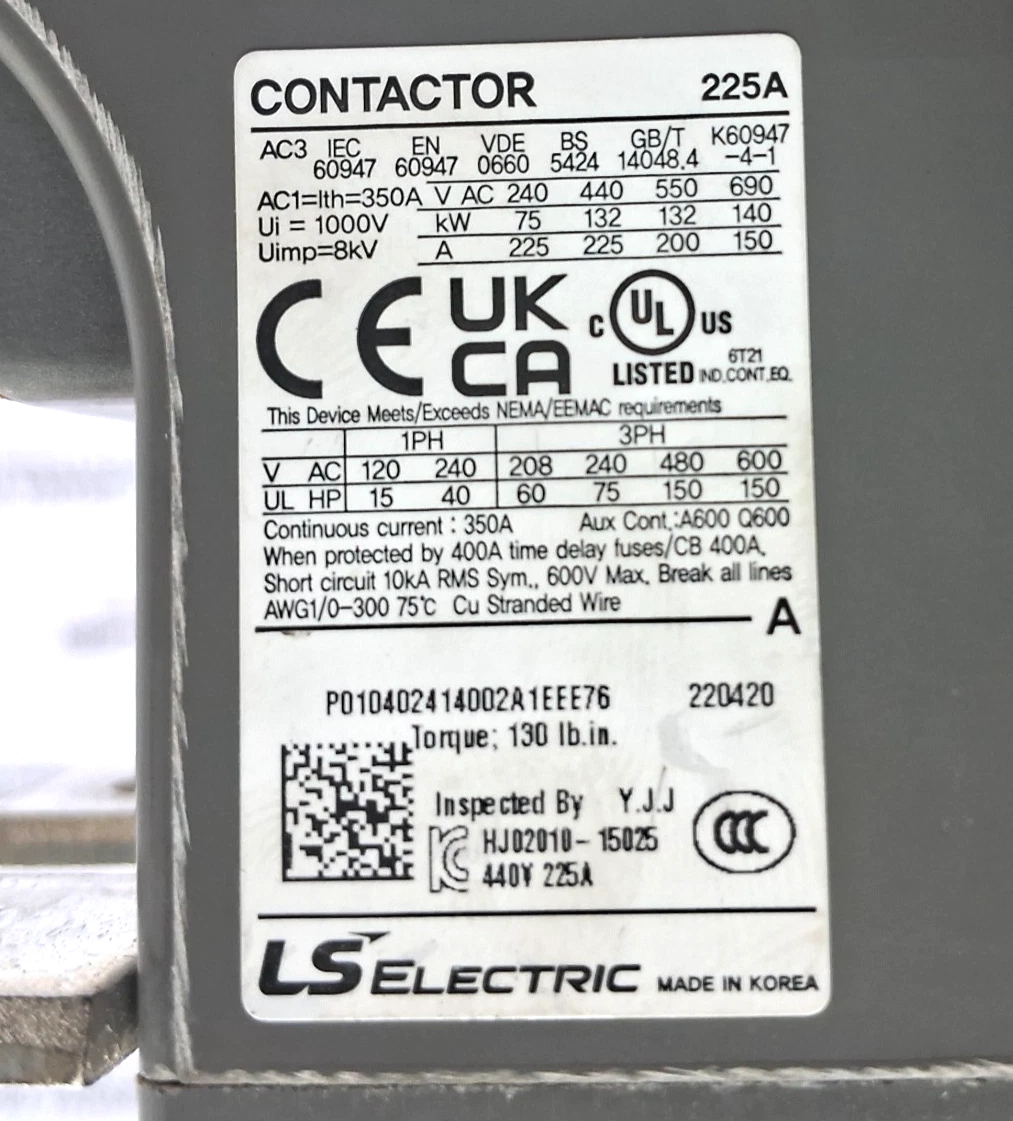 CONTACTOR 225A
AC3 IEC EN VDE BS GB/T K60947
60947 60947 0660 5424 14048.4 -4-1
AC1=Ith=350A V AC 240 440 550 690
Ui = 1000V kW 75 132 132 140
Uimp=8kV A 225 225 200 150
CE UK CA C UL US
LISTED 6T21 IND.CONT.EQ.
This Device Meets/Exceeds NEMA/EEMAC requirements
1PH 3PH
V AC 120 240 208 240 480 600
UL HP 15 40 60 75 150 150
Continuous current : 350A Aux Cont.:A600 Q600
When protected by 400A time delay fuses/CB 400A.
Short circuit 10kA RMS Sym., 600V Max. Break all lines
AWG1/0-300 75℃ Cu Stranded Wire
A
P010402414002A1EEE76 220420
Torque; 130 lb.in.
Inspected By Y.J.J
KC HJ02010-15025 CCC
440V 225A
LS ELECTRIC MADE IN KOREA